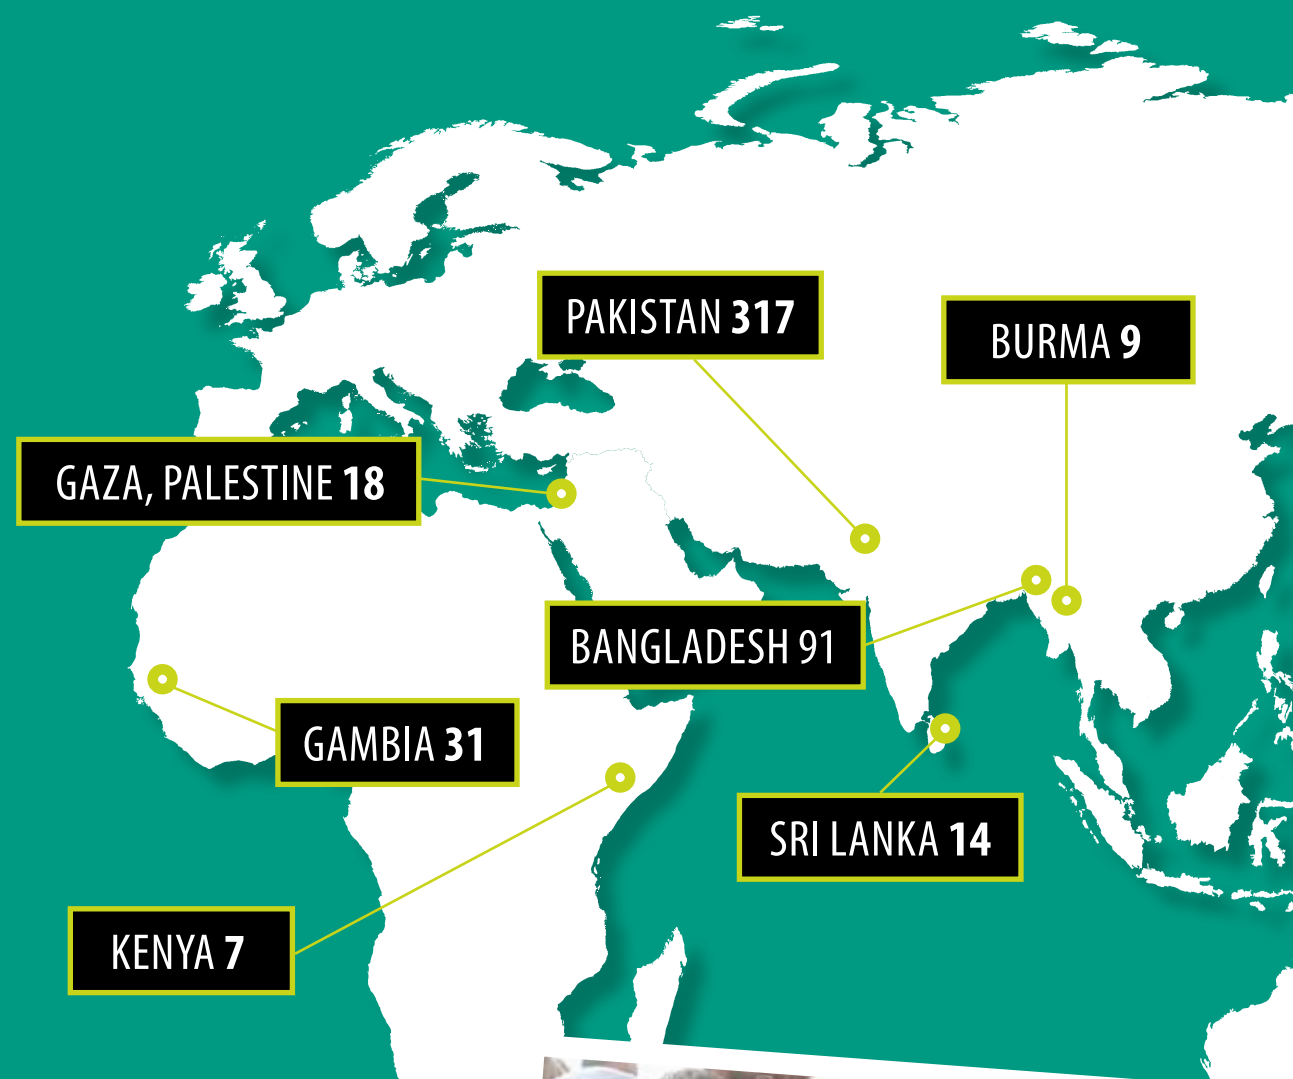 PAKISTAN 317
BURMA 9
GAZA, PALESTINE 18
BANGLADESH 91
GAMBIA 31
SRI LANKA 14
KENYA 7